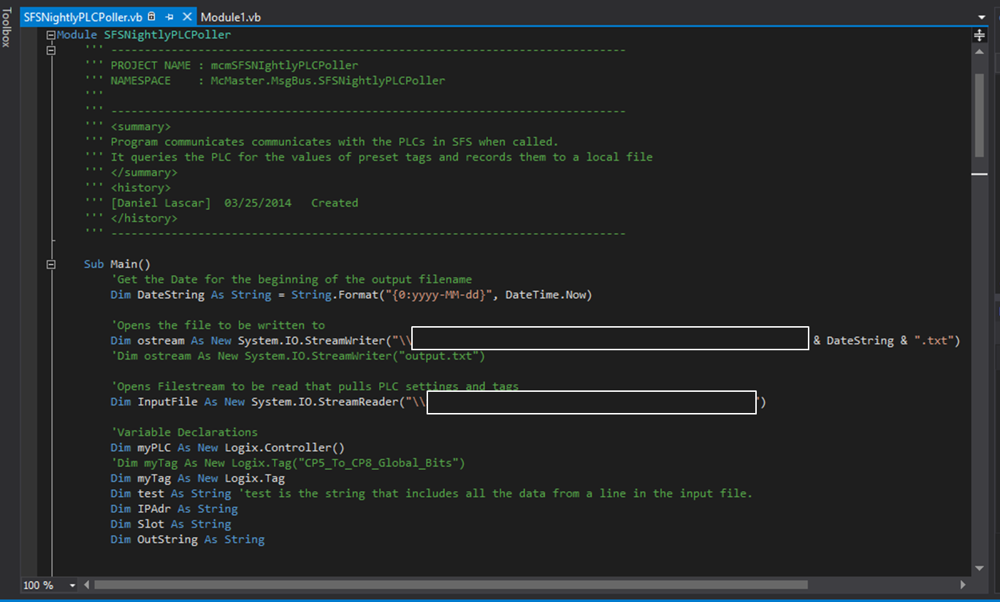 Toolbox
SFSNightlyPLCPoller.vb Module1.vb
Module SFSNightlyPLCPoller
''' -----------------------------------------------------------------------------
''' PROJECT NAME : mcmSFSNIghtlyPLCPoller
''' NAMESPACE    : McMaster.MsgBus.SFSNightlyPLCPoller
'''
''' -----------------------------------------------------------------------------
''' <summary>
''' Program communicates communicates with the PLCs in SFS when called.
''' It queries the PLC for the values of preset tags and records them to a local file
''' </summary>
''' <history>
''' [Daniel Lascar]  03/25/2014   Created
''' </history>
''' -----------------------------------------------------------------------------
Sub Main()
'Get the Date for the beginning of the output filename
Dim DateString As String = String.Format("{0:yyyy-MM-dd}", DateTime.Now)
'Opens the file to be written to
Dim ostream As New System.IO.StreamWriter("\\ & DateString & ".txt")
'Dim ostream As New System.IO.StreamWriter("output.txt")
'Opens Filestream to be read that pulls PLC settings and tags
Dim InputFile As New System.IO.StreamReader("\\ ")
'Variable Declarations
Dim myPLC As New Logix.Controller()
'Dim myTag As New Logix.Tag("CP5_To_CP8_Global_Bits")
Dim myTag As New Logix.Tag
Dim test As String 'test is the string that includes all the data from a line in the input file.
Dim IPAdr As String
Dim Slot As String
Dim OutString As String
100 %